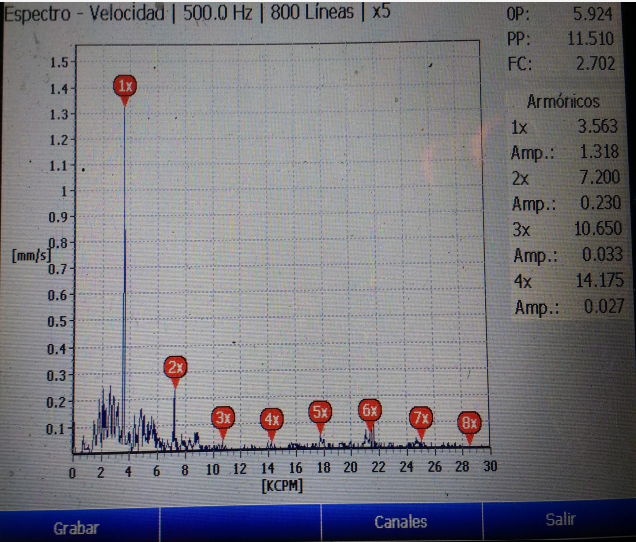 Espectro - Velocidad | 500.0 Hz | 800 Líneas | x5
OP: 5.924
PP: 11.510
FC: 2.702
Armónicos
1x 3.563
Amp.: 1.318
2x 7.200
Amp.: 0.230
3x 10.650
Amp.: 0.033
4x 14.175
Amp.: 0.027
1.5
1.4
1.3
1.2
1.1
1
0.9
0.8
[mm/s]
0.7
0.6
0.5
0.4
0.3
0.2
0.1
1x
2x
3x
4x
5x
6x
7x
8x
0 2 4 6 8 10 12 14 16 18 20 22 24 26 28 30
[KCPM]
Grabar
Canales
Salir